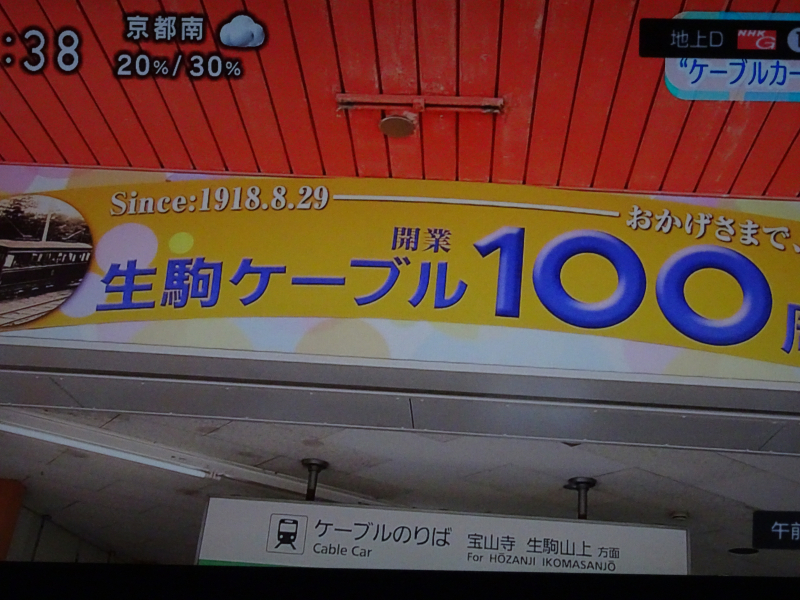 :38
京都南
20%/30%
地上D NHK G 1
“ケーブルカー
Since:1918.8.29
おかげさまで、
開業
生駒ケーブル100周
ケーブルのりば 宝山寺 生駒山上 方面
Cable Car For HŌZANJI IKOMASANJŌ
午前